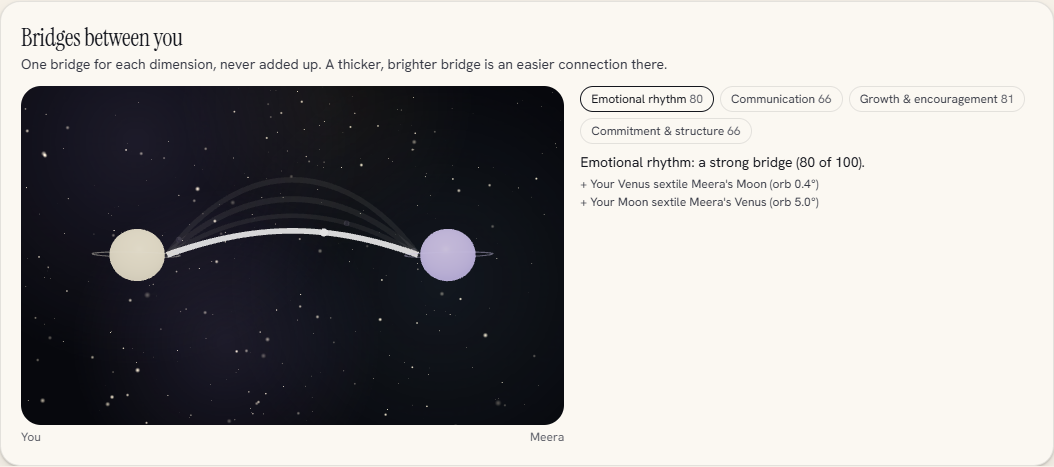 Bridges between you
One bridge for each dimension, never added up. A thicker, brighter bridge is an easier connection there.
Emotional rhythm 80
Communication 66
Growth & encouragement 81
Commitment & structure 66
Emotional rhythm: a strong bridge (80 of 100).
+ Your Venus sextile Meera's Moon (orb 0.4°)
+ Your Moon sextile Meera's Venus (orb 5.0°)
You
Meera